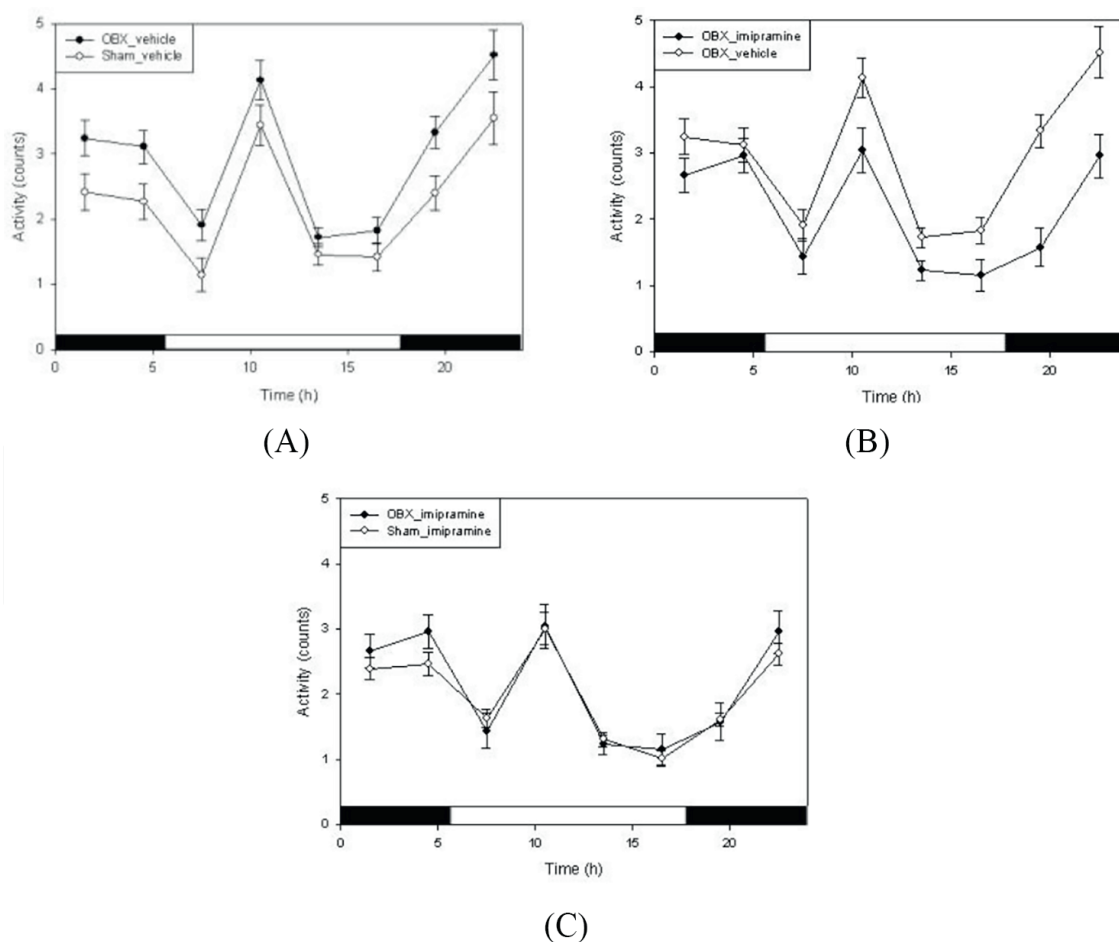 OBX_vehicle
Sham_vehicle
5
4
3
2
1
0
Activity (counts)
0 5 10 15 20
Time (h)
(A)
OBX_imipramine
OBX_vehicle
5
4
3
2
1
0
Activity (counts)
0 5 10 15 20
Time (h)
(B)
OBX_imipramine
Sham_imipramine
5
4
3
2
1
0
Activity (counts)
0 5 10 15 20
Time (h)
(C)